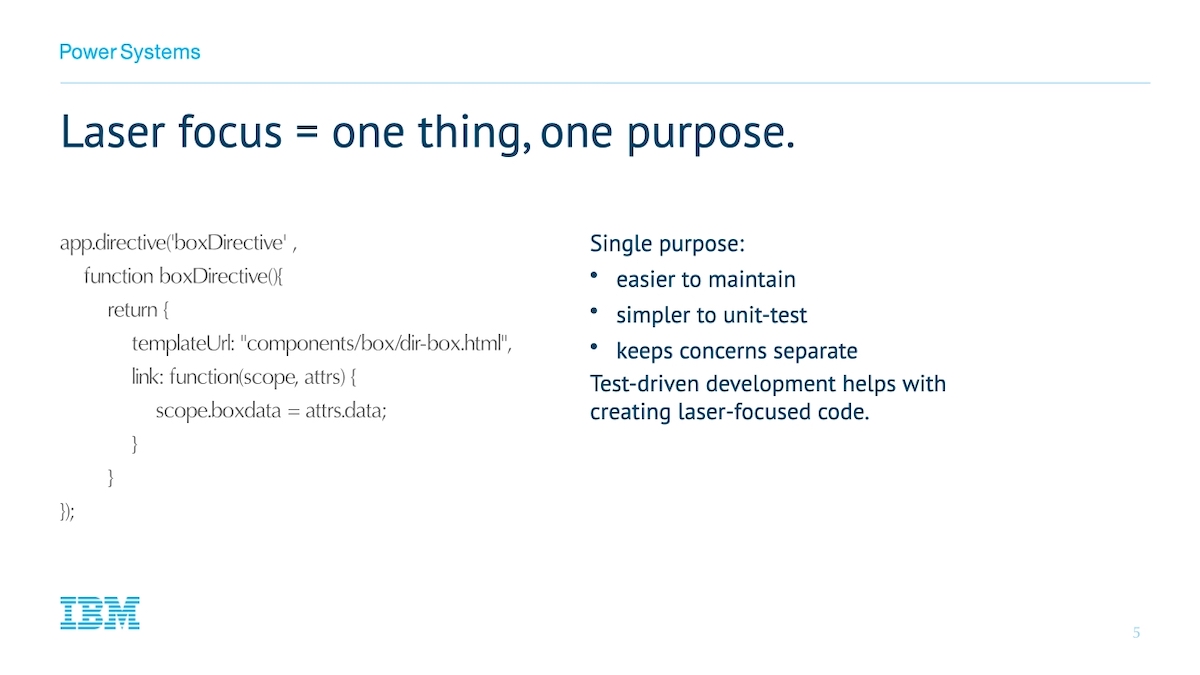 Power Systems
Laser focus = one thing, one purpose.
app.directive('boxDirective' ,
function boxDirective(){
return {
templateUrl: "components/box/dir-box.html",
link: function(scope, attrs) {
scope.boxdata = attrs.data;
}
}
});
Single purpose:
• easier to maintain
• simpler to unit-test
• keeps concerns separate
Test-driven development helps with
creating laser-focused code.
IBM
5